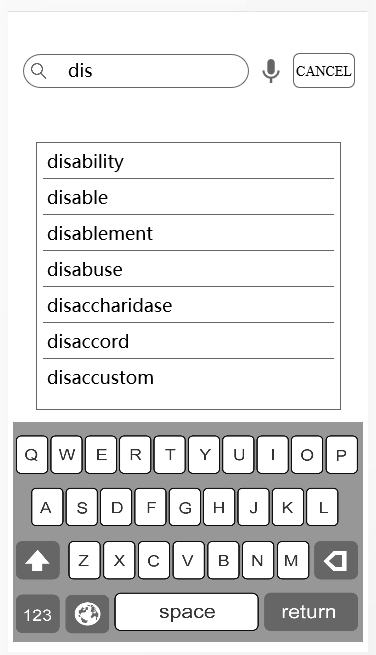 dis CANCEL
disability
disable
disablement
disabuse
disaccharidase
disaccord
disaccustom
Q W E R T Y U I O P
A S D F G H J K L
Z X C V B N M
123 space return